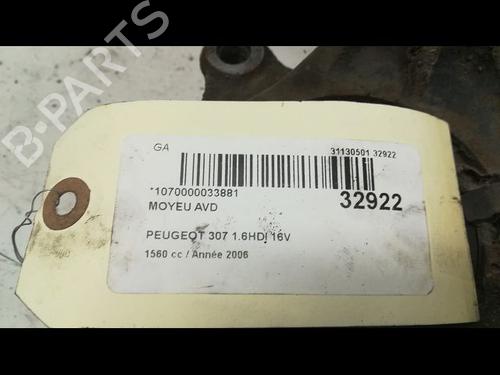 B-PARTS
GA
31130501 32922
*1070000033881
32922
MOYEU AVD
PEUGEOT 307 1.6HDI 16V
1560 cc / Année 2006